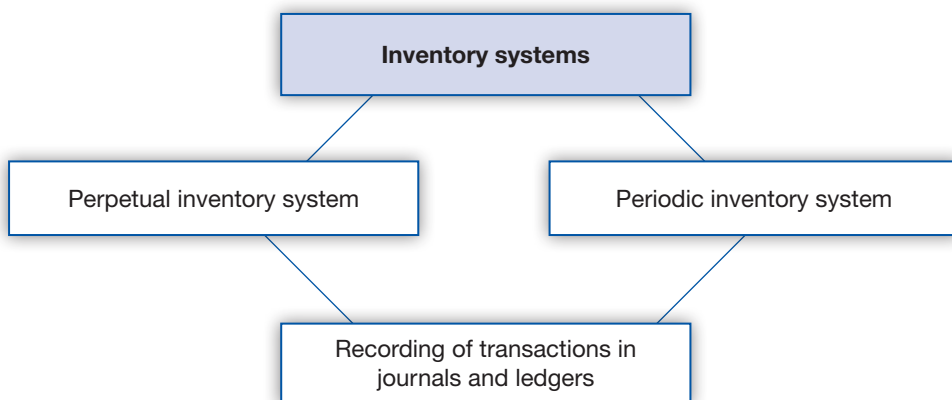 Inventory systems
Perpetual inventory system
Periodic inventory system
Recording of transactions in
journals and ledgers